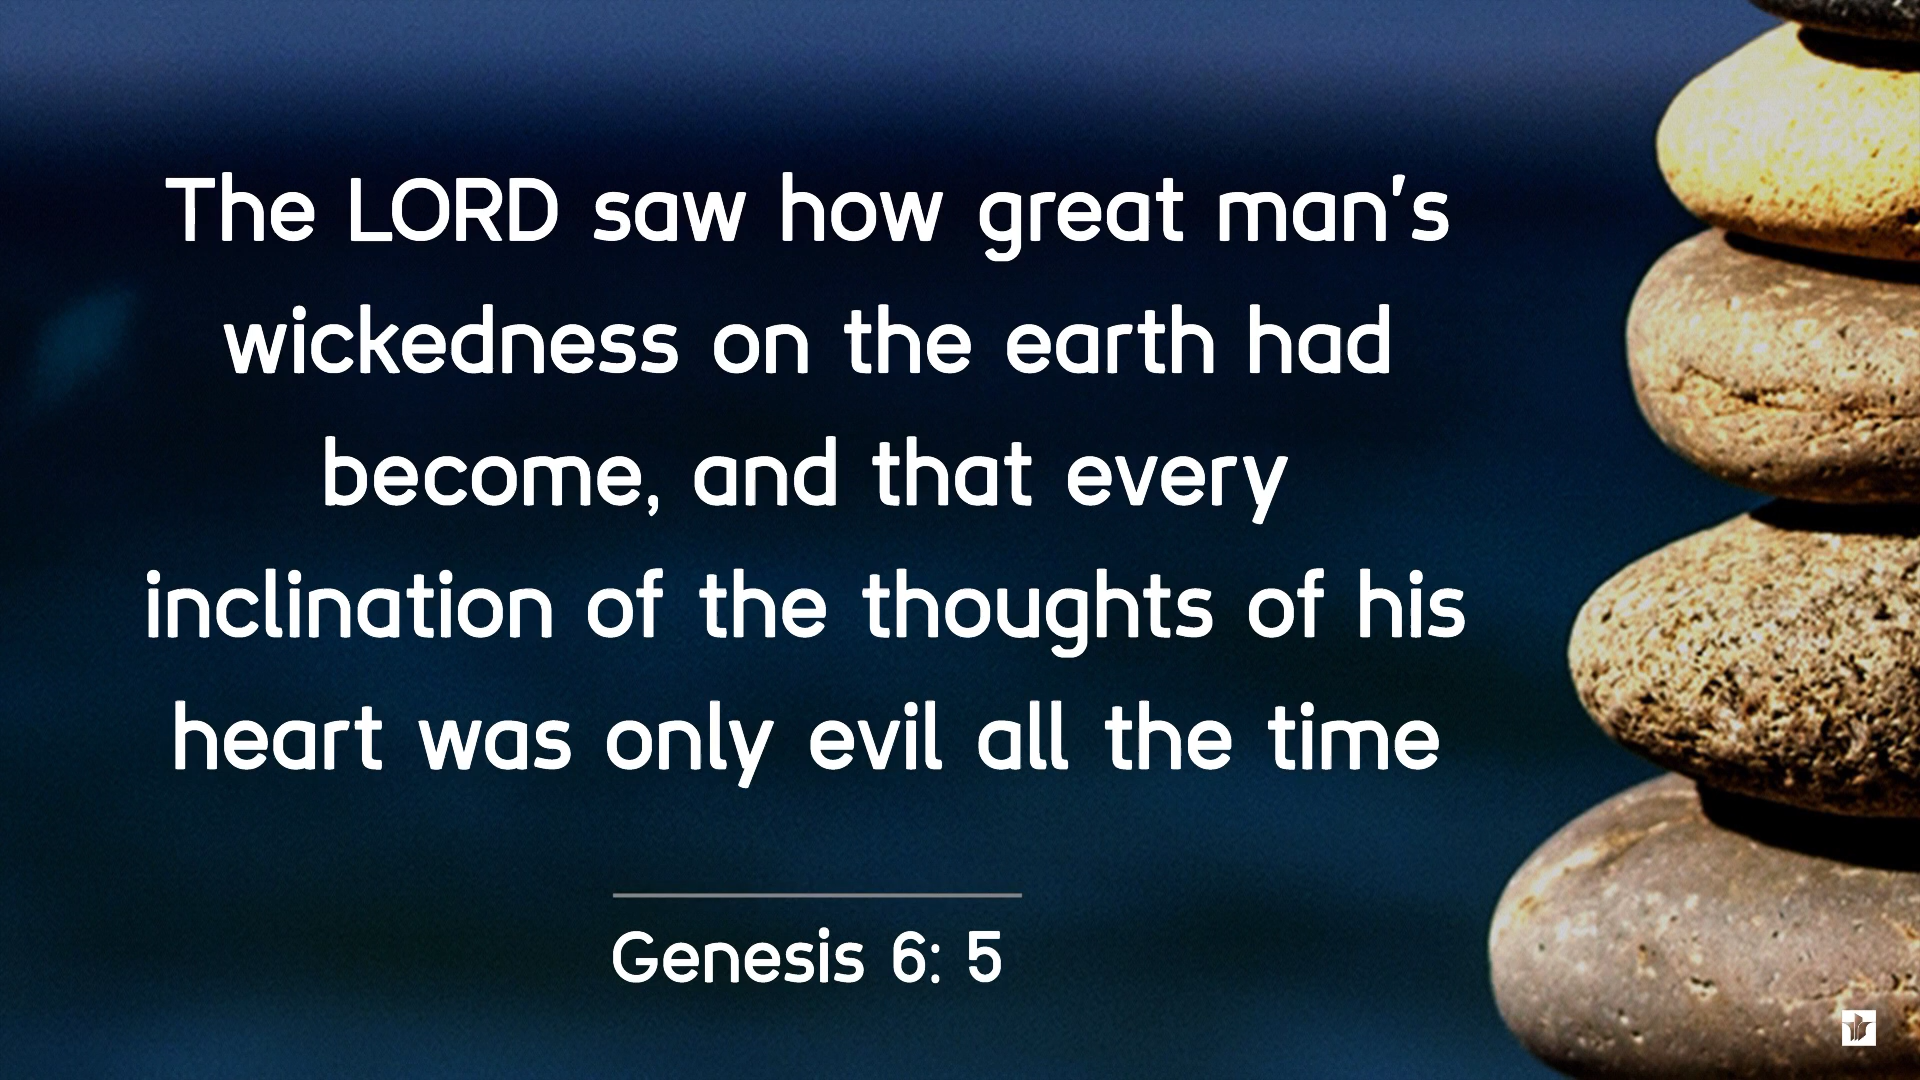 The LORD saw how great man's
wickedness on the earth had
become, and that every
inclination of the thoughts of his
heart was only evil all the time
Genesis 6: 5